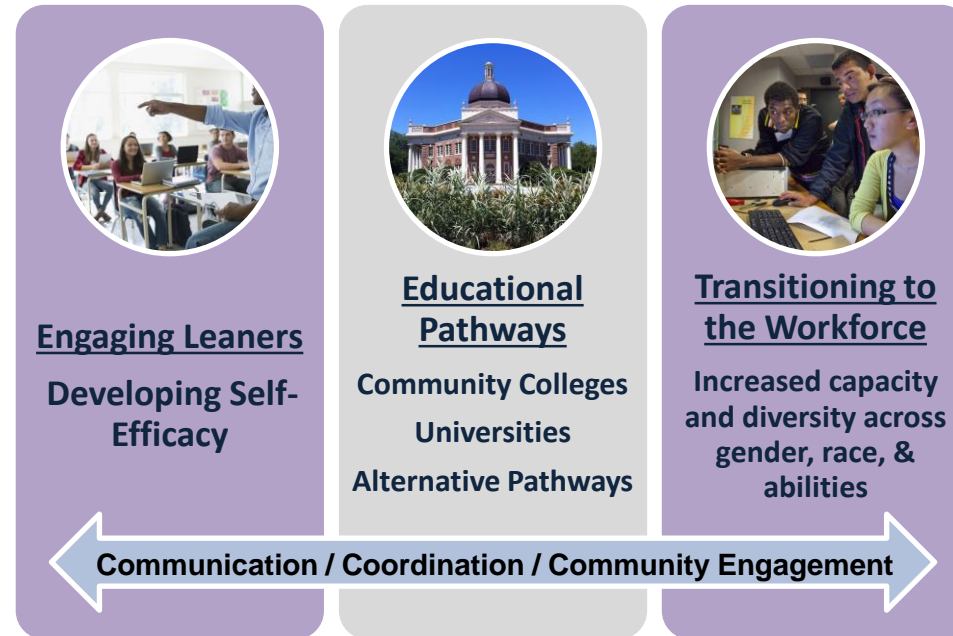 Engaging Leaners
Developing Self-
Efficacy
Educational
Pathways
Community Colleges
Universities
Alternative Pathways
Transitioning to
the Workforce
Increased capacity
and diversity across
gender, race, &
abilities
Communication / Coordination / Community Engagement